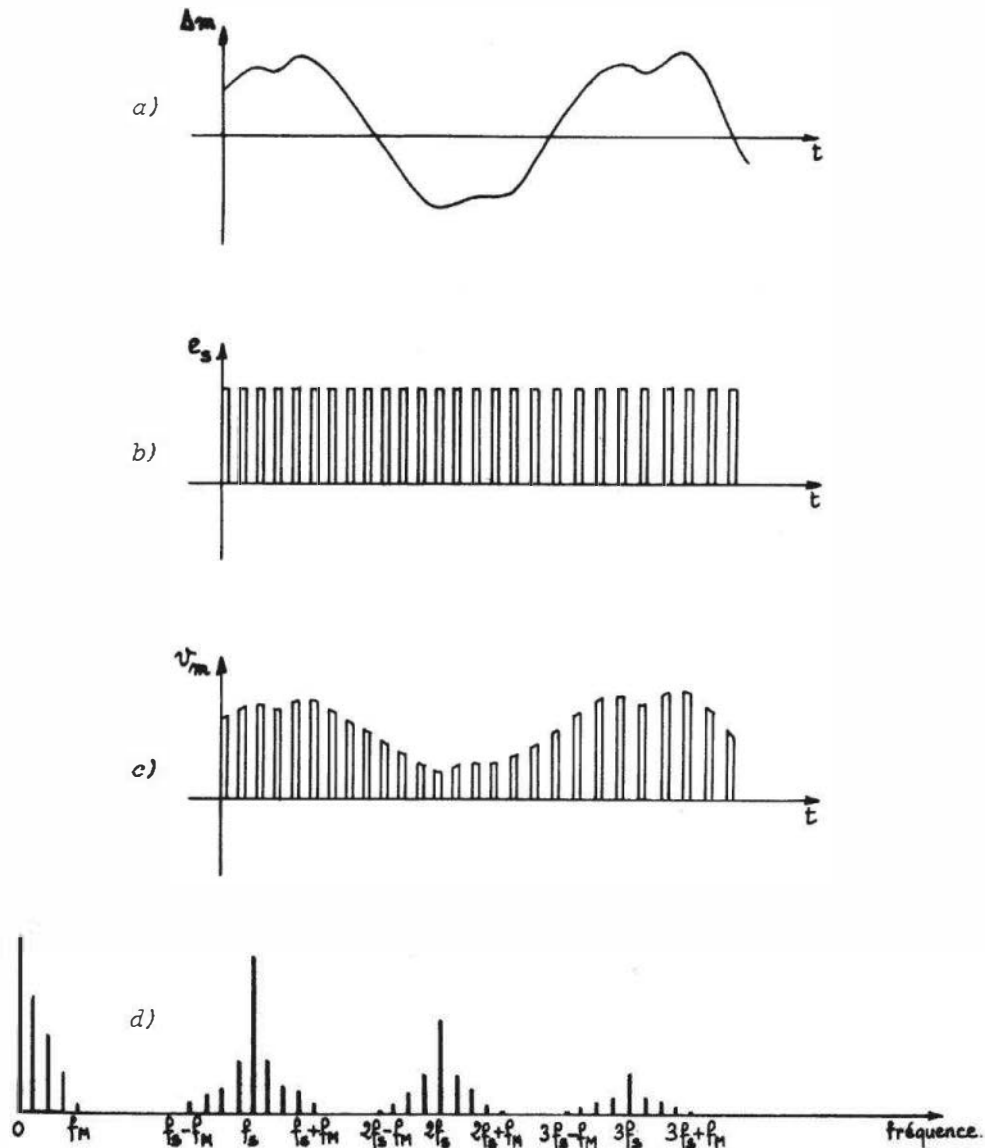 Δm
a)
t
e_s
b)
t
v_m
c)
t
d)
0 f_M f_s-f_M f_s f_s+f_M 2f_s-f_M 2f_s 2f_s+f_M 3f_s-f_M 3f_s 3f_s+f_M fréquence.